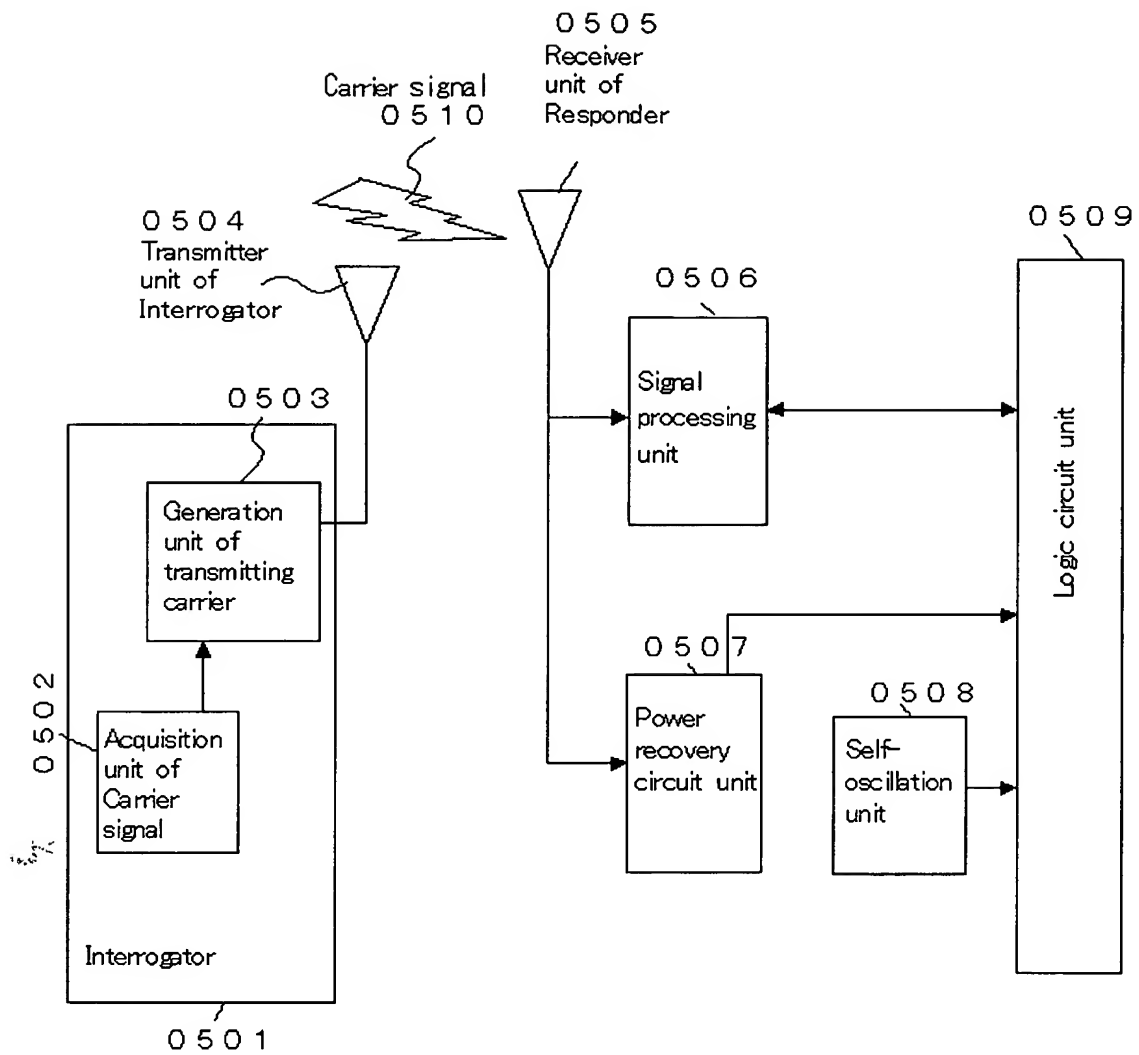 0505
Receiver
unit of
Responder
Carrier signal
0510
0504
Transmitter
unit of
Interrogator
0509
0506
Signal
processing
unit
Logic circuit unit
0503
Generation
unit of
transmitting
carrier
0507
Power
recovery
circuit unit
0508
Self-
oscillation
unit
0502
Acquisition
unit of
Carrier
signal
Interrogator
0501